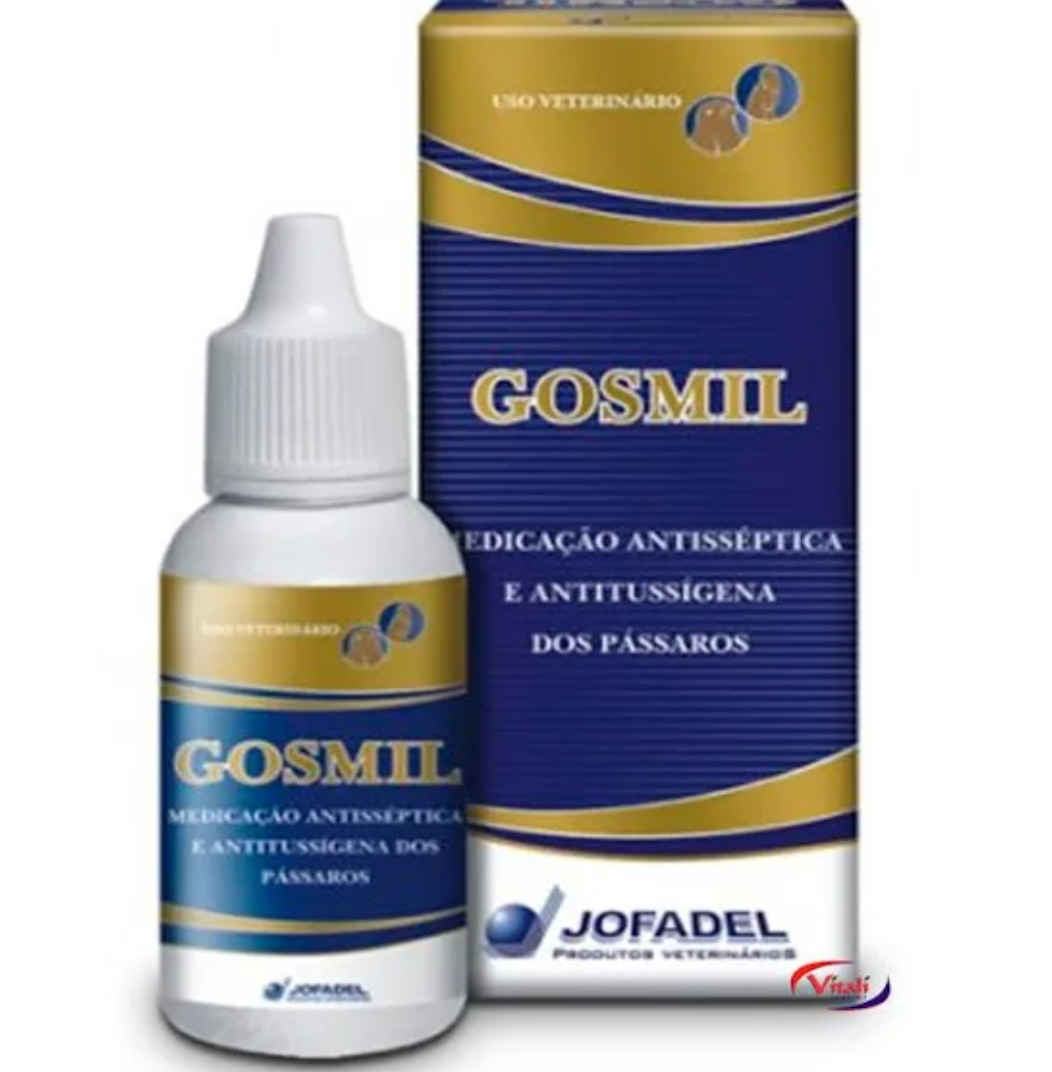 USO VETERINÁRIO
GOSMIL
MEDICAÇÃO ANTISSÉPTICA
E ANTITUSSÍGENA
DOS PÁSSAROS
JOFADEL
PRODUTOS VETERINÁRIOS
Vitali
USO VETERINÁRIO
GOSMIL
MEDICAÇÃO ANTISSÉPTICA
E ANTITUSSÍGENA DOS
PÁSSAROS
JOFADEL